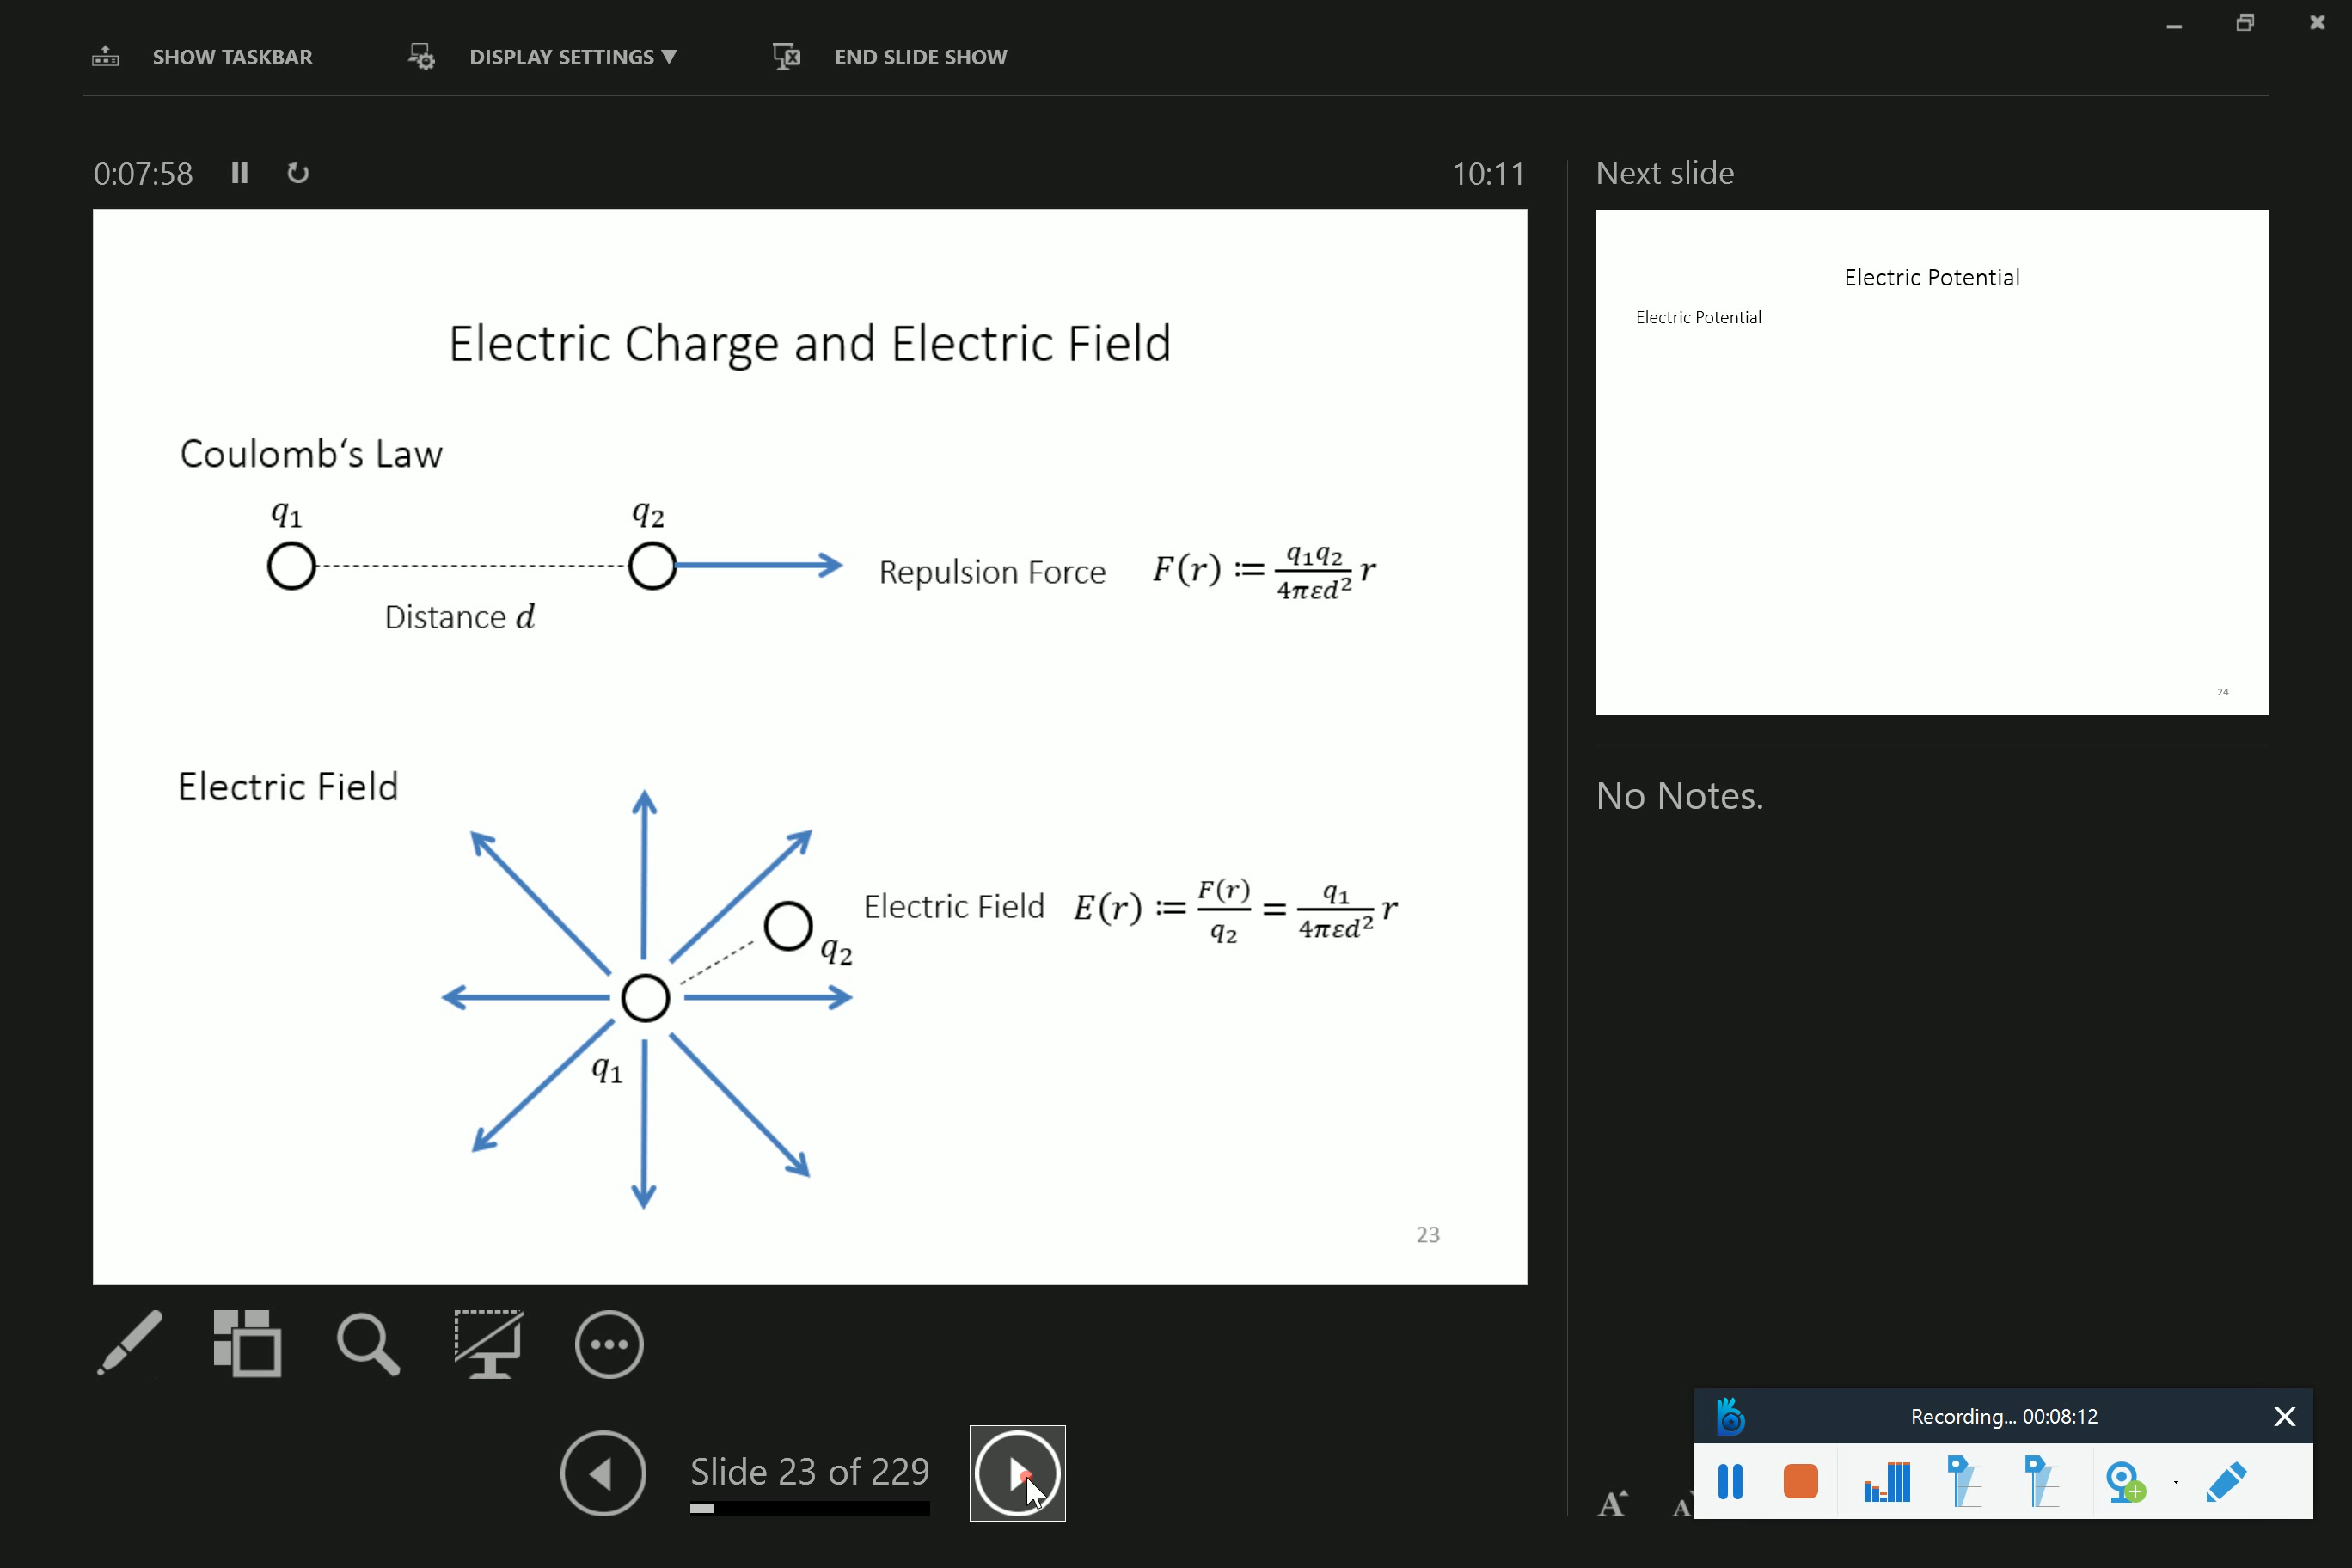 SHOW TASKBAR DISPLAY SETTINGS ▼ END SLIDE SHOW
0:07:58 10:11
Electric Charge and Electric Field
Coulomb‘s Law
q₁ q₂
Repulsion Force F(r) ≔ q₁q₂/4πεd² r
Distance d
Electric Field
Electric Field E(r) ≔ F(r)/q₂ = q₁/4πεd² r
q₂
q₁
23
Slide 23 of 229
Next slide
Electric Potential
Electric Potential
24
No Notes.
A A
Recording... 00:08:12